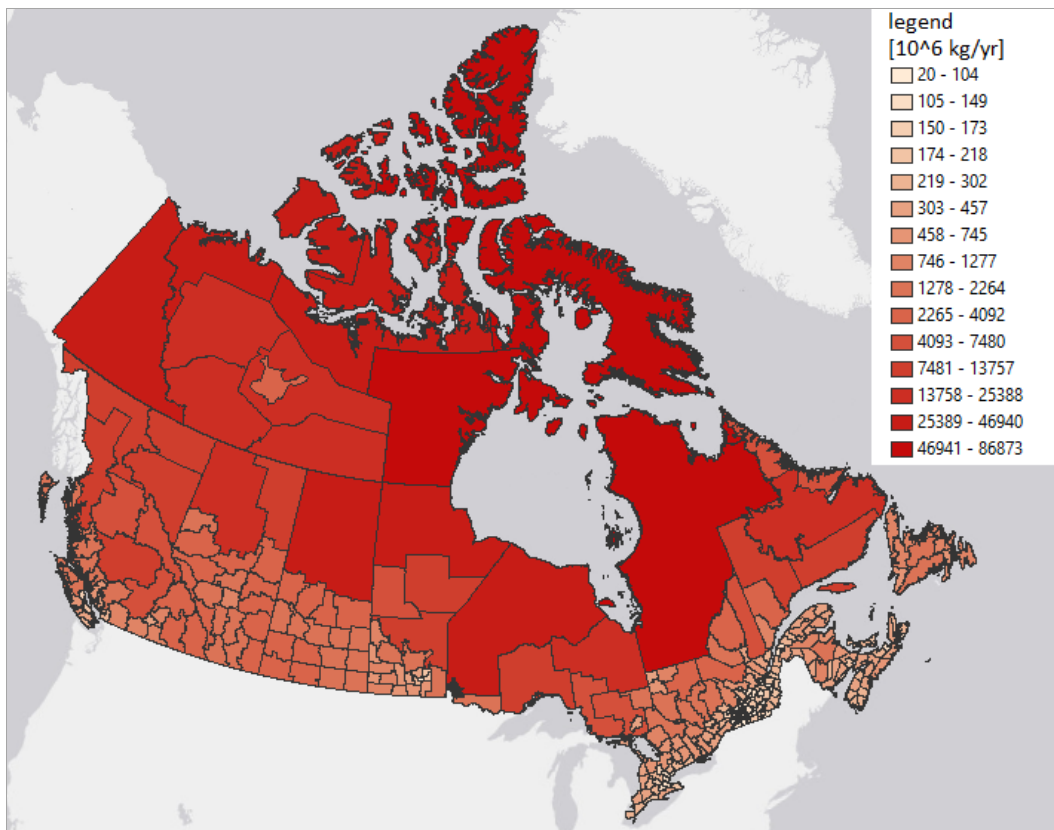 legend
[10^6 kg/yr]
20 - 104
105 - 149
150 - 173
174 - 218
219 - 302
303 - 457
458 - 745
746 - 1277
1278 - 2264
2265 - 4092
4093 - 7480
7481 - 13757
13758 - 25388
25389 - 46940
46941 - 86873